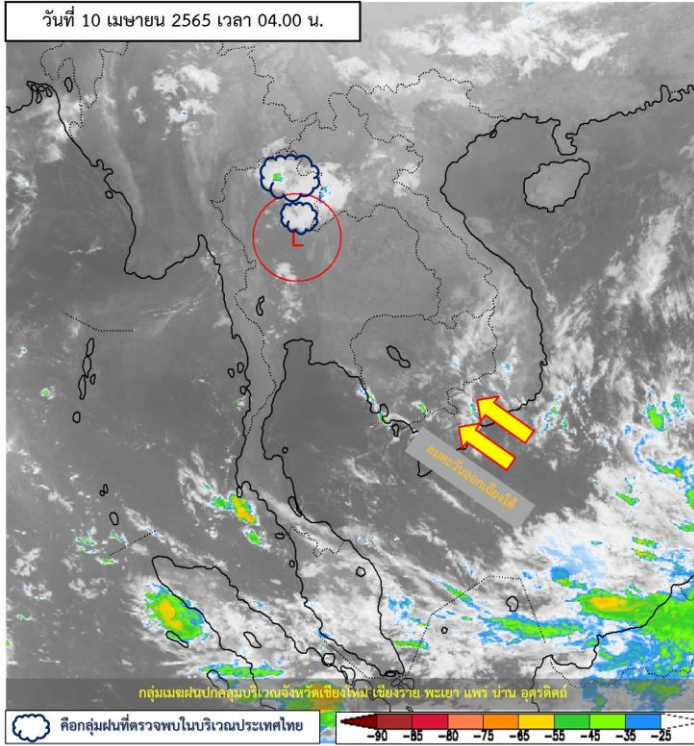 วันที่ 10 เมษายน 2565 เวลา 04.00 น.
L
ลมตะวันออกเฉียงใต้
กลุ่มเมฆฝนปกคลุมบริเวณจังหวัดเชียงใหม่ เชียงราย พะเยา แพร่ น่าน อุตรดิตถ์
คือกลุ่มฝนที่ตรวจพบในบริเวณประเทศไทย
-90 -85 -80 -75 -65 -55 -45 -35 -25